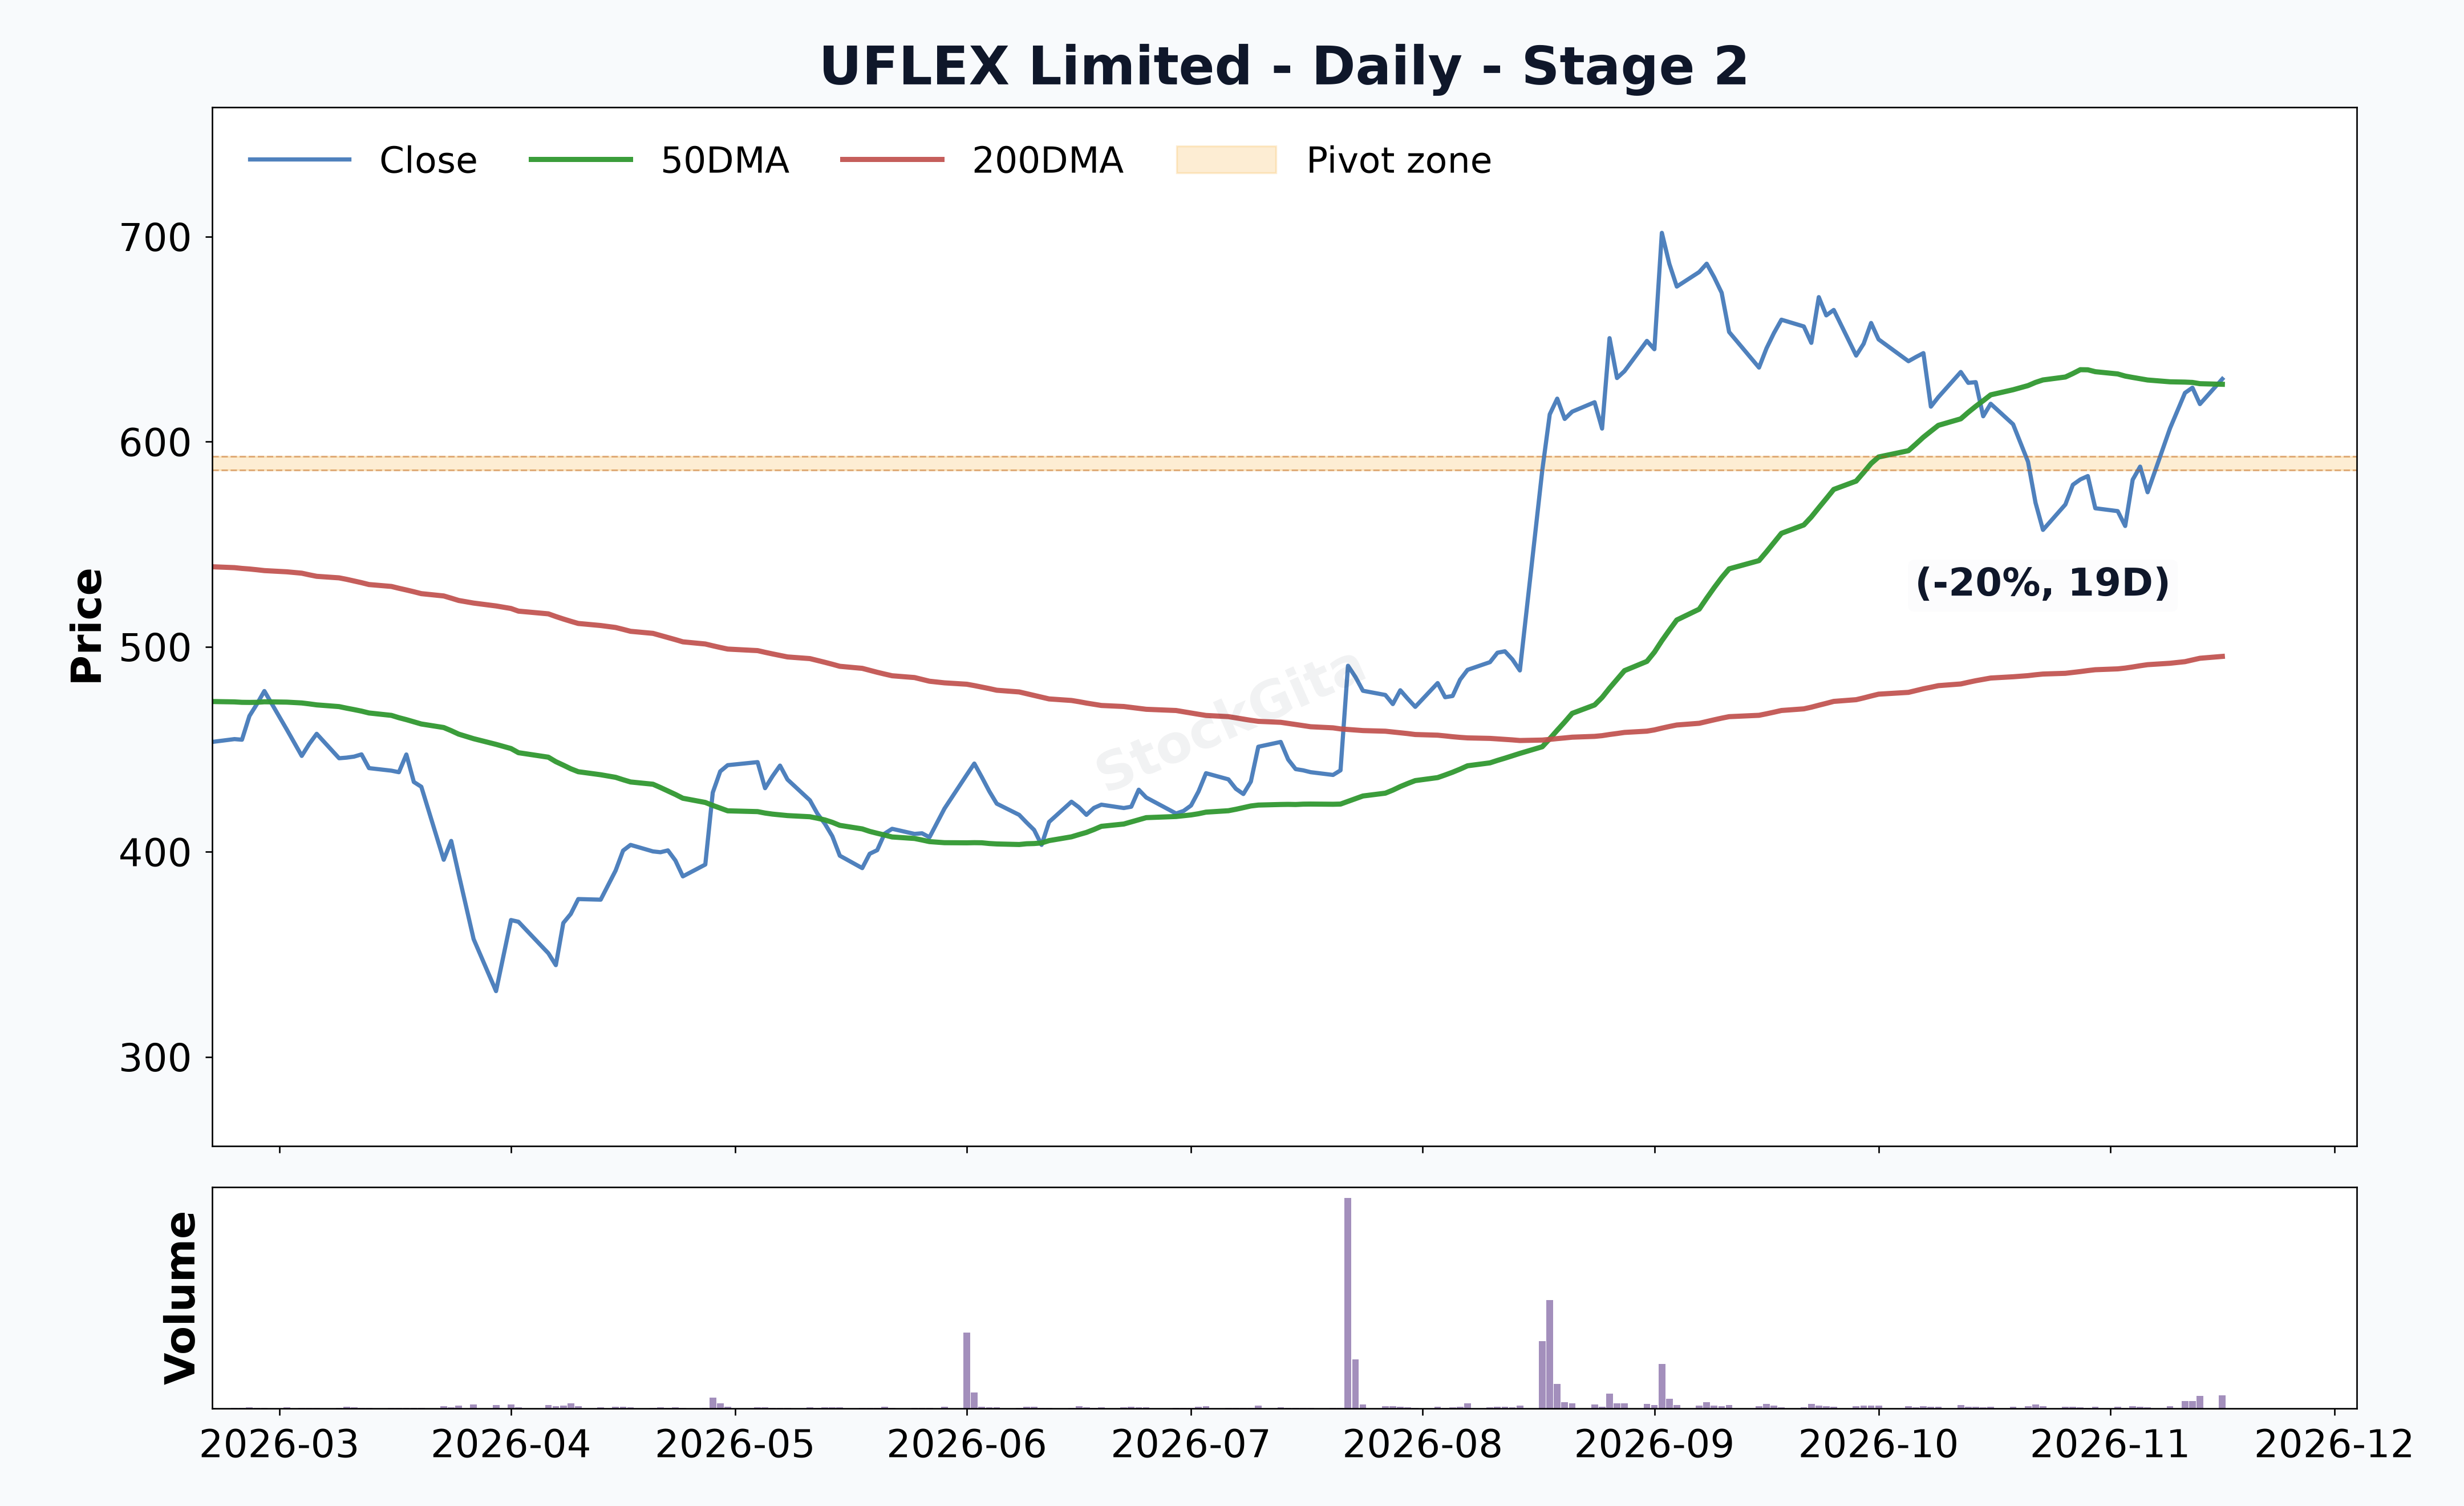 UFLEX Limited - Daily - Stage 2
Close 50DMA 200DMA Pivot zone
700
600
500
400
300
Price
(-20%, 19D)
StockGita
Volume
2026-03 2026-04 2026-05 2026-06 2026-07 2026-08 2026-09 2026-10 2026-11 2026-12